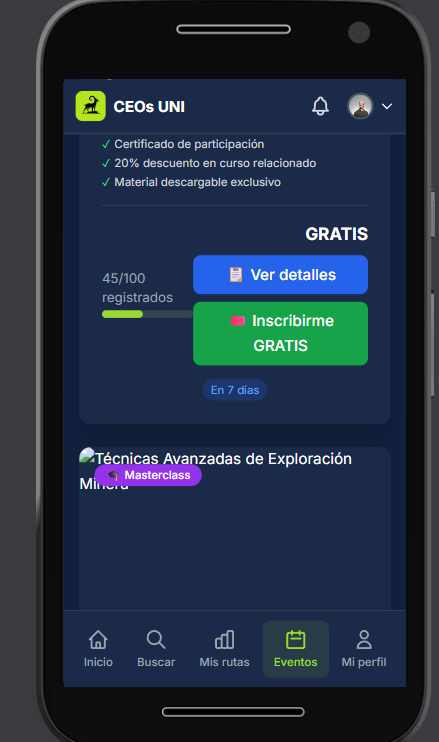 CEOs UNI
✓ Certificado de participación
✓ 20% descuento en curso relacionado
✓ Material descargable exclusivo
GRATIS
45/100
registrados
Ver detalles
Inscribirme
GRATIS
En 7 días
Técnicas Avanzadas de Exploración
Minera
Masterclass
Inicio
Buscar
Mis rutas
Eventos
Mi perfil